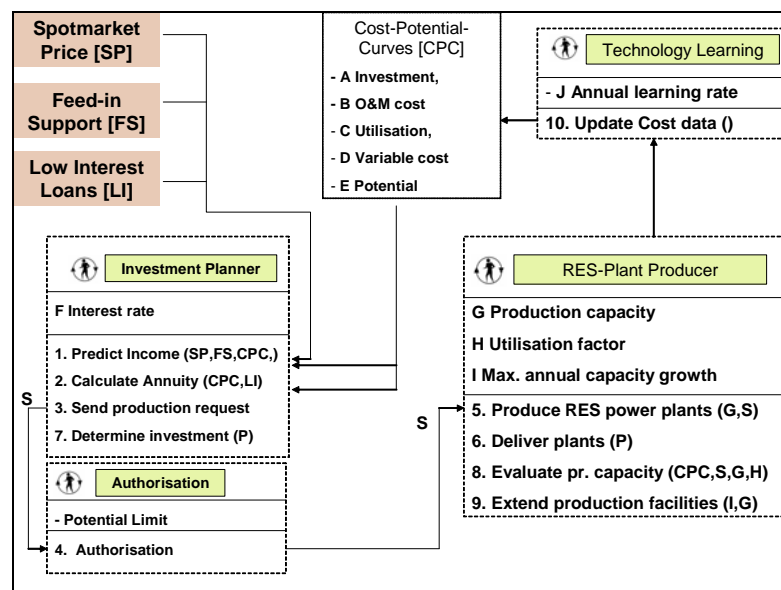 Spotmarket
Price [SP]
Feed-in
Support [FS]
Low Interest
Loans [LI]
Cost-Potential-
Curves [CPC]
- A Investment,
- B O&M cost
- C Utilisation,
- D Variable cost
- E Potential
Technology Learning
- J Annual learning rate
10. Update Cost data ()
Investment Planner
F Interest rate
1. Predict Income (SP,FS,CPC,)
2. Calculate Annuity (CPC,LI)
3. Send production request
7. Determine investment (P)
S
Authorisation
- Potential Limit
4. Authorisation
S
RES-Plant Producer
G Production capacity
H Utilisation factor
I Max. annual capacity growth
5. Produce RES power plants (G,S)
6. Deliver plants (P)
8. Evaluate pr. capacity (CPC,S,G,H)
9. Extend production facilities (I,G)